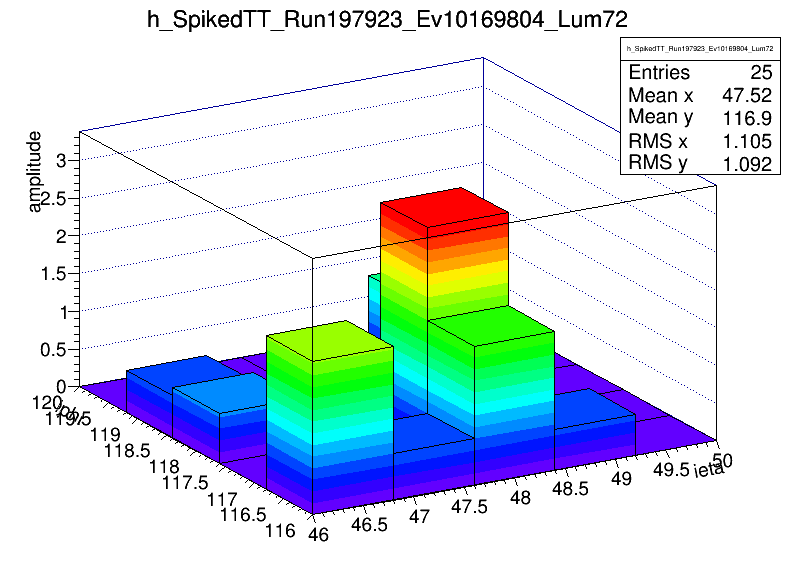 h_SpikedTT_Run197923_Ev10169804_Lum72
h_SpikedTT_Run197923_Ev10169804_Lum72
Entries 25
Mean x 47.52
Mean y 116.9
RMS x 1.105
RMS y 1.092
amplitude
3
2.5
2
1.5
1
0.5
0
120
119.5
119
118.5
118
117.5
117
116.5
116
46
46.5
47
47.5
48
48.5
49
49.5
50
ieta